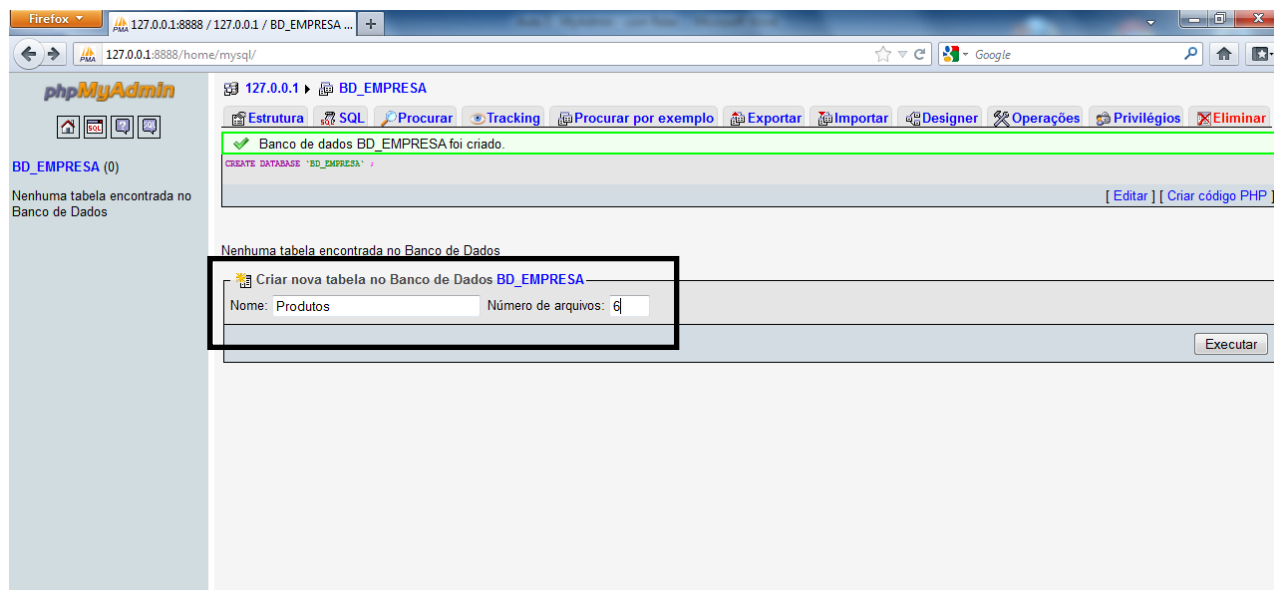 Firefox
PMA 127.0.0.1:8888 / 127.0.0.1 / BD_EMPRESA ... +
127.0.0.1:8888/home/mysql/
Google
phpMyAdmin
SQL
127.0.0.1 ▸ BD_EMPRESA
Estrutura SQL Procurar Tracking Procurar por exemplo Exportar Importar Designer Operações Privilégios Eliminar
Banco de dados BD_EMPRESA foi criado.
CREATE DATABASE `BD_EMPRESA` ;
[ Editar ] [ Criar código PHP ]
BD_EMPRESA (0)
Nenhuma tabela encontrada no
Banco de Dados
Nenhuma tabela encontrada no Banco de Dados
Criar nova tabela no Banco de Dados BD_EMPRESA
Nome: Produtos Número de arquivos: 6
Executar